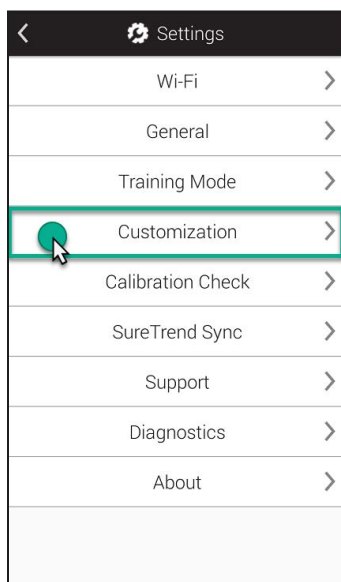 Settings
Wi-Fi
General
Training Mode
Customization
Calibration Check
SureTrend Sync
Support
Diagnostics
About